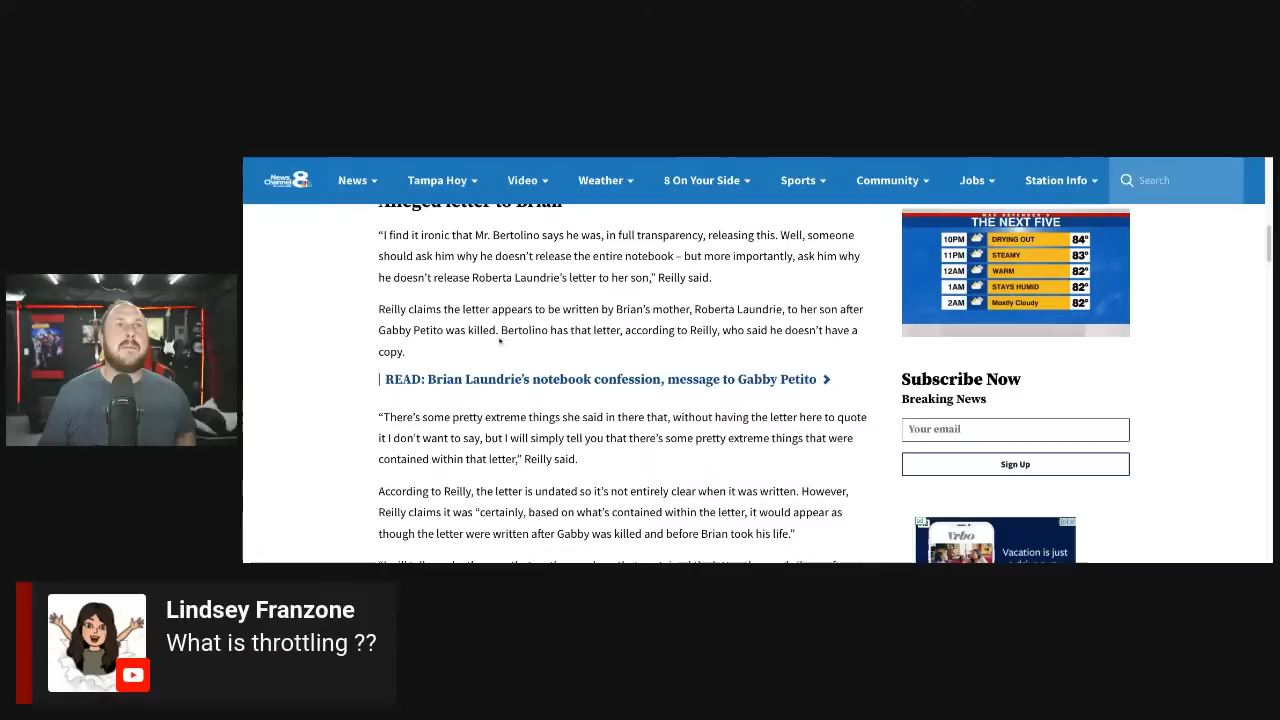 News
Channel 8
News
Tampa Hoy
Video
Weather
8 On Your Side
Sports
Community
Jobs
Station Info
Search
Alleged letter to Brian
“I find it ironic that Mr. Bertolino says he was, in full transparency, releasing this. Well, someone
should ask him why he doesn’t release the entire notebook – but more importantly, ask him why
he doesn’t release Roberta Laundrie’s letter to her son,” Reilly said.
Reilly claims the letter appears to be written by Brian’s mother, Roberta Laundrie, to her son after
Gabby Petito was killed. Bertolino has that letter, according to Reilly, who said he doesn’t have a
copy.
READ: Brian Laundrie’s notebook confession, message to Gabby Petito
“There’s some pretty extreme things she said in there that, without having the letter here to quote
it I don’t want to say, but I will simply tell you that there’s some pretty extreme things that were
contained within that letter,” Reilly said.
According to Reilly, the letter is undated so it’s not entirely clear when it was written. However,
Reilly claims it was “certainly, based on what’s contained within the letter, it would appear as
though the letter were written after Gabby was killed and before Brian took his life.”
MAX DEFENDER 8
THE NEXT FIVE
10PM DRYING OUT 84°
11PM STEAMY 83°
12AM WARM 82°
1AM STAYS HUMID 82°
2AM Mostly Cloudy 82°
Subscribe Now
Breaking News
Your email
Sign Up
Vrbo
Vacation is just
Lindsey Franzone
What is throttling ??